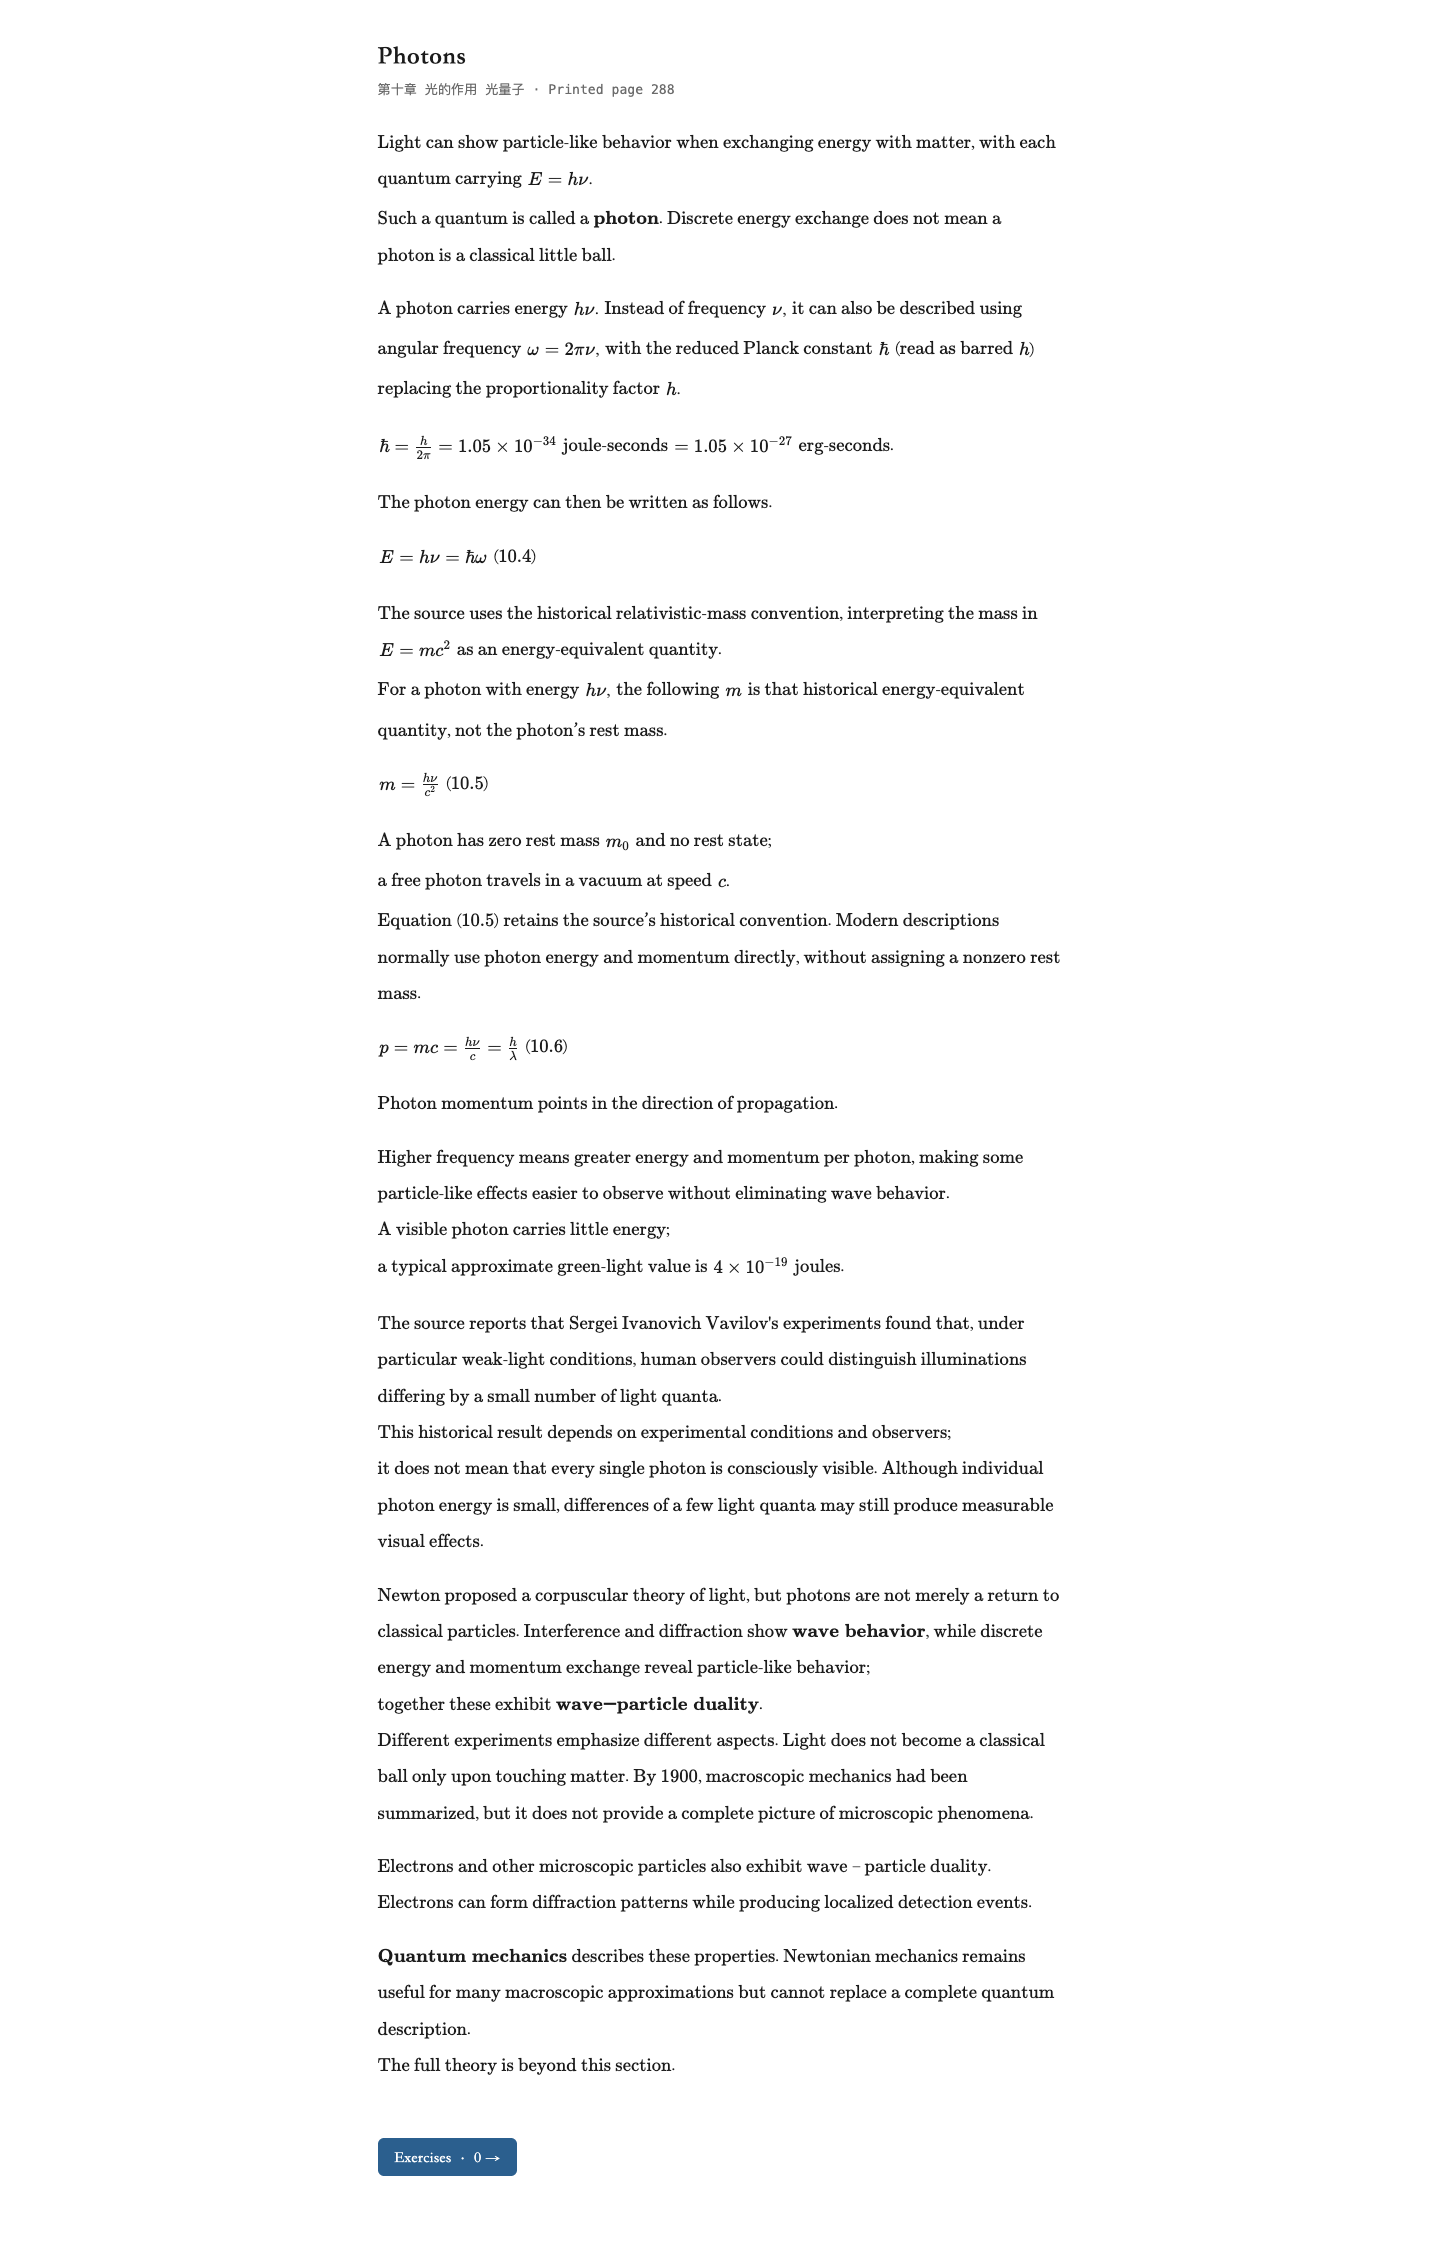 Photons
第十章 光的作用 光量子 · Printed page 288
Light can show particle-like behavior when exchanging energy with matter, with each
quantum carrying E = hν.
Such a quantum is called a photon. Discrete energy exchange does not mean a
photon is a classical little ball.
A photon carries energy hν. Instead of frequency ν, it can also be described using
angular frequency ω = 2πν, with the reduced Planck constant ħ (read as barred h)
replacing the proportionality factor h.
ħ = h/2π = 1.05 × 10⁻³⁴ joule-seconds = 1.05 × 10⁻²⁷ erg-seconds.
The photon energy can then be written as follows.
E = hν = ħω (10.4)
The source uses the historical relativistic-mass convention, interpreting the mass in
E = mc² as an energy-equivalent quantity.
For a photon with energy hν, the following m is that historical energy-equivalent
quantity, not the photon’s rest mass.
m = hν/c² (10.5)
A photon has zero rest mass m₀ and no rest state;
a free photon travels in a vacuum at speed c.
Equation (10.5) retains the source’s historical convention. Modern descriptions
normally use photon energy and momentum directly, without assigning a nonzero rest
mass.
p = mc = hν/c = h/λ (10.6)
Photon momentum points in the direction of propagation.
Higher frequency means greater energy and momentum per photon, making some
particle-like effects easier to observe without eliminating wave behavior.
A visible photon carries little energy;
a typical approximate green-light value is 4 × 10⁻¹⁹ joules.
The source reports that Sergei Ivanovich Vavilov's experiments found that, under
particular weak-light conditions, human observers could distinguish illuminations
differing by a small number of light quanta.
This historical result depends on experimental conditions and observers;
it does not mean that every single photon is consciously visible. Although individual
photon energy is small, differences of a few light quanta may still produce measurable
visual effects.
Newton proposed a corpuscular theory of light, but photons are not merely a return to
classical particles. Interference and diffraction show wave behavior, while discrete
energy and momentum exchange reveal particle-like behavior;
together these exhibit wave–particle duality.
Different experiments emphasize different aspects. Light does not become a classical
ball only upon touching matter. By 1900, macroscopic mechanics had been
summarized, but it does not provide a complete picture of microscopic phenomena.
Electrons and other microscopic particles also exhibit wave – particle duality.
Electrons can form diffraction patterns while producing localized detection events.
Quantum mechanics describes these properties. Newtonian mechanics remains
useful for many macroscopic approximations but cannot replace a complete quantum
description.
The full theory is beyond this section.
Exercises · 0 →